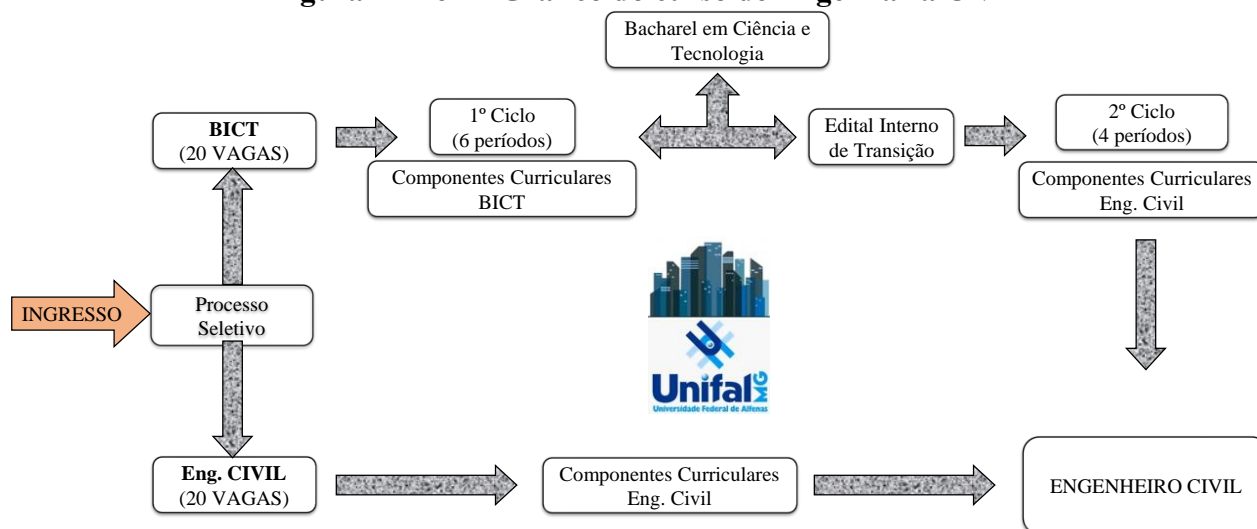 Bacharel em Ciência e
Tecnologia
BICT
(20 VAGAS)
1º Ciclo
(6 períodos)
Componentes Curriculares
BICT
Edital Interno
de Transição
2º Ciclo
(4 períodos)
Componentes Curriculares
Eng. Civil
INGRESSO
Processo
Seletivo
Unifal MG
Universidade Federal de Alfenas
Eng. CIVIL
(20 VAGAS)
Componentes Curriculares
Eng. Civil
ENGENHEIRO CIVIL